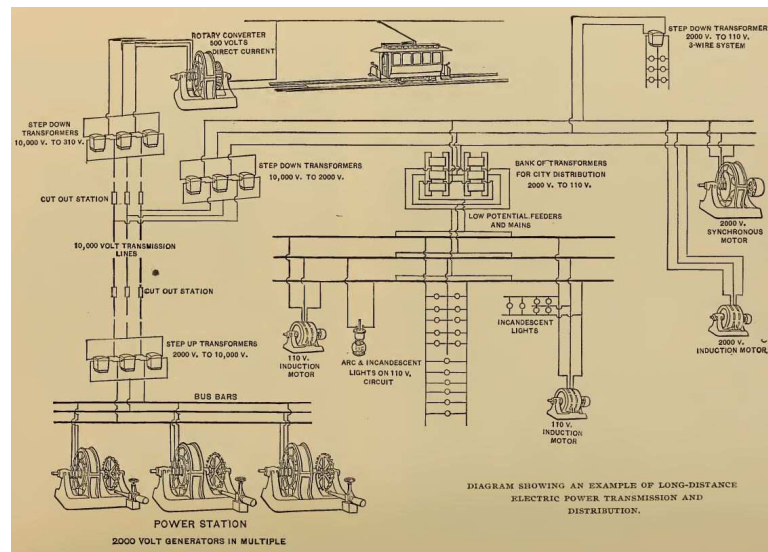 ROTARY CONVERTER
500 VOLTS
DIRECT CURRENT
STEP DOWN TRANSFORMER
2000 V. TO 110 V.
3-WIRE SYSTEM
STEP DOWN
TRANSFORMERS
10,000 V. TO 310 V.
STEP DOWN TRANSFORMERS
10,000 V. TO 2000 V.
BANK OF TRANSFORMERS
FOR CITY DISTRIBUTION
2000 V. TO 110 V.
CUT OUT STATION
LOW POTENTIAL FEEDERS
AND MAINS
2000 V.
SYNCHRONOUS
MOTOR
10,000 VOLT TRANSMISSION
LINES
CUT OUT STATION
STEP UP TRANSFORMERS
2000 V. TO 10,000 V.
110 V.
INDUCTION
MOTOR
ARC & INCANDESCENT
LIGHTS ON 110 V.
CIRCUIT
INCANDESCENT
LIGHTS
2000 V.
INDUCTION MOTOR
BUS BARS
110 V.
INDUCTION
MOTOR
POWER STATION
2000 VOLT GENERATORS IN MULTIPLE
DIAGRAM SHOWING AN EXAMPLE OF LONG-DISTANCE
ELECTRIC POWER TRANSMISSION AND
DISTRIBUTION.